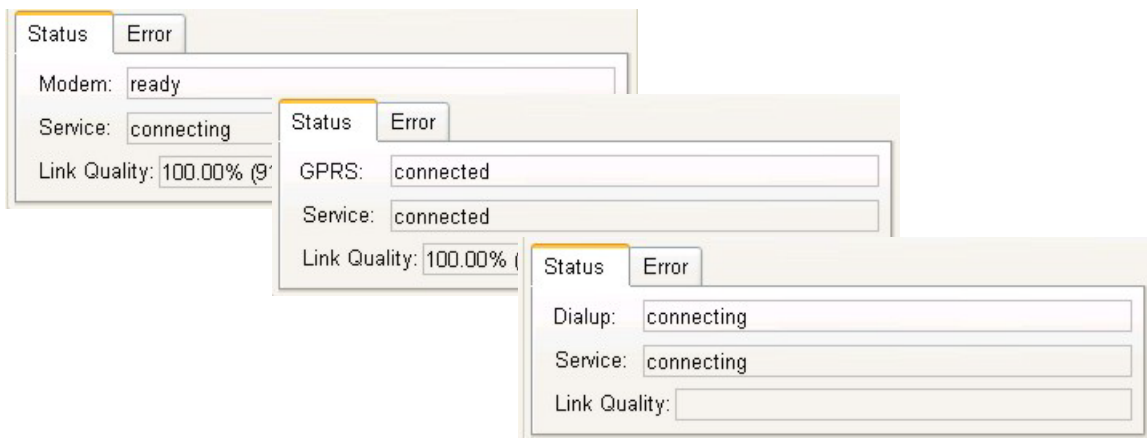 Status Error
Modem: ready
Service: connecting
Link Quality: 100.00% (91
Status Error
GPRS: connected
Service: connected
Link Quality: 100.00% (
Status Error
Dialup: connecting
Service: connecting
Link Quality: